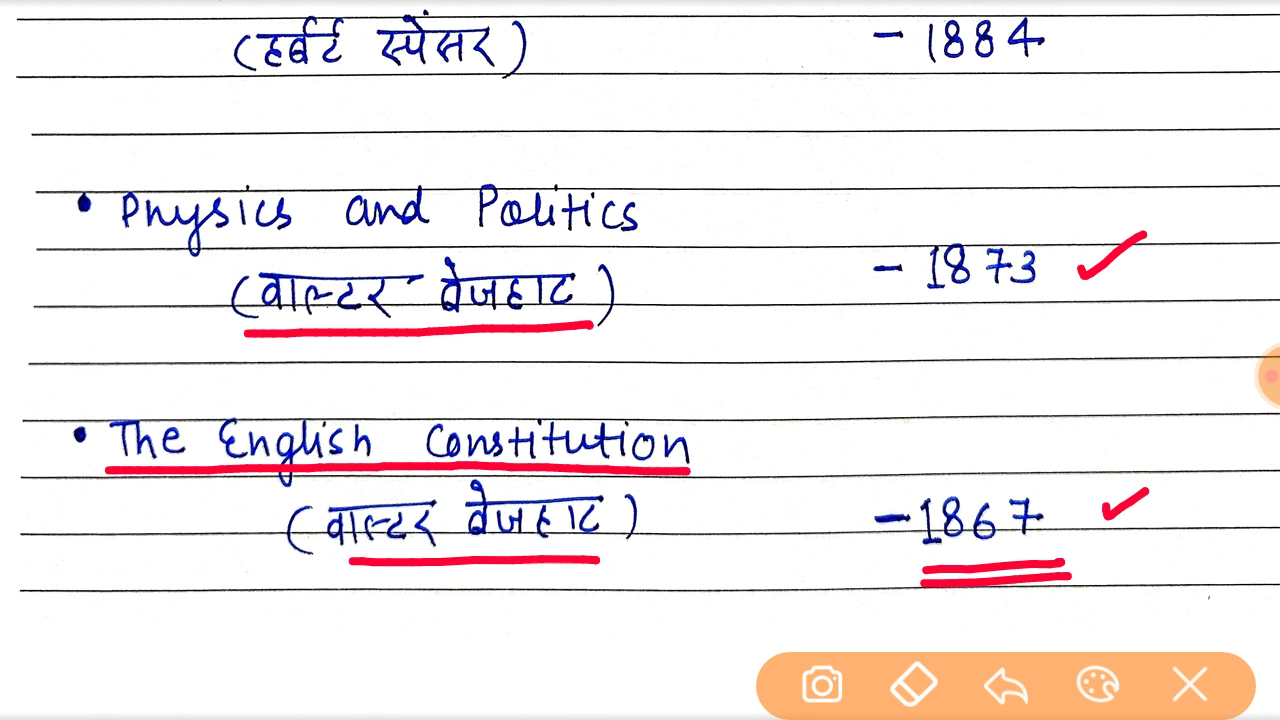 (हर्बर्ट स्पेंसर) - 1884
• Physics and Politics
(वाल्टर बेजहाट) - 1873 ✓
• The English Constitution
(वाल्टर बेजहाट) - 1867 ✓